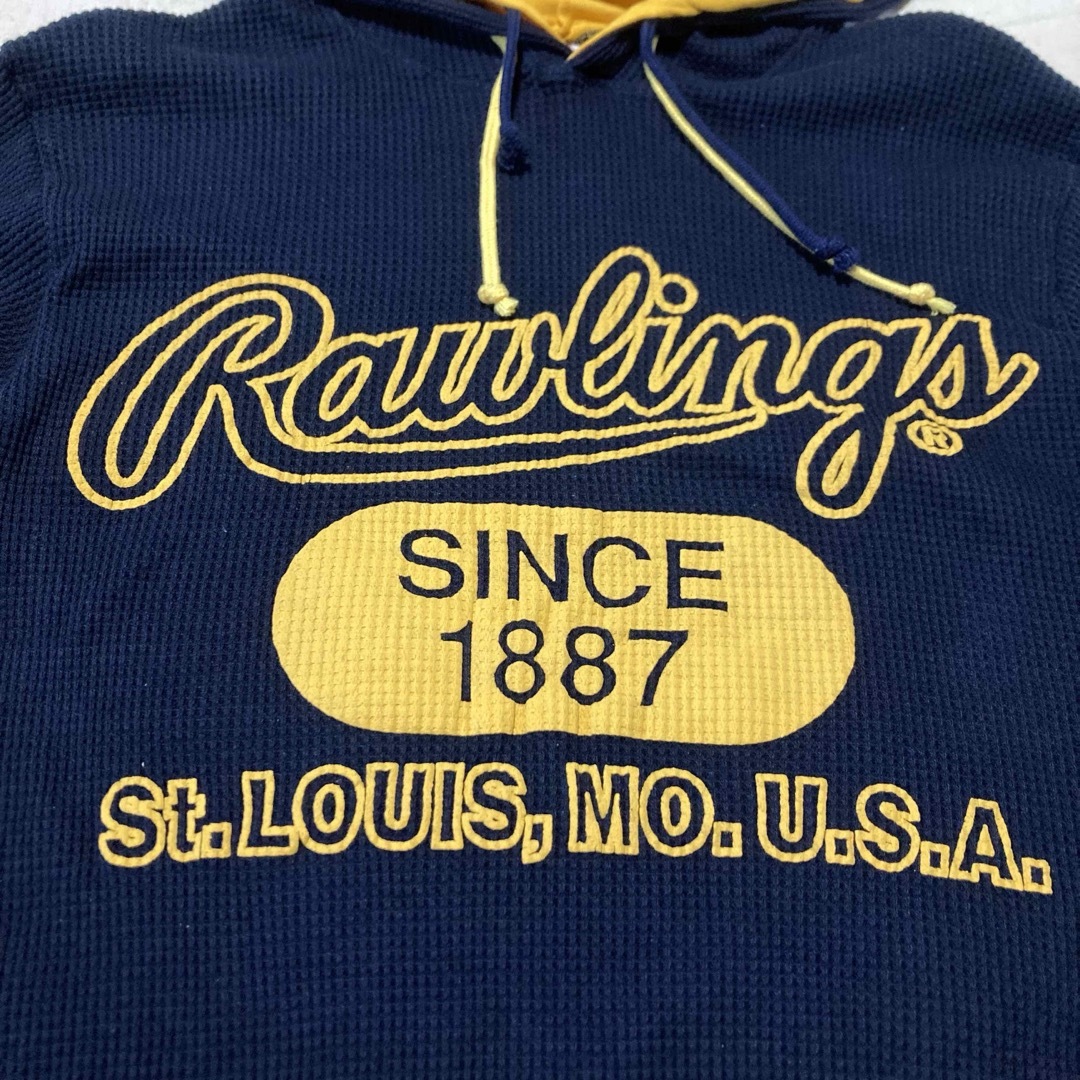 Rawlings®
SINCE
1887
St. LOUIS, MO. U.S.A.